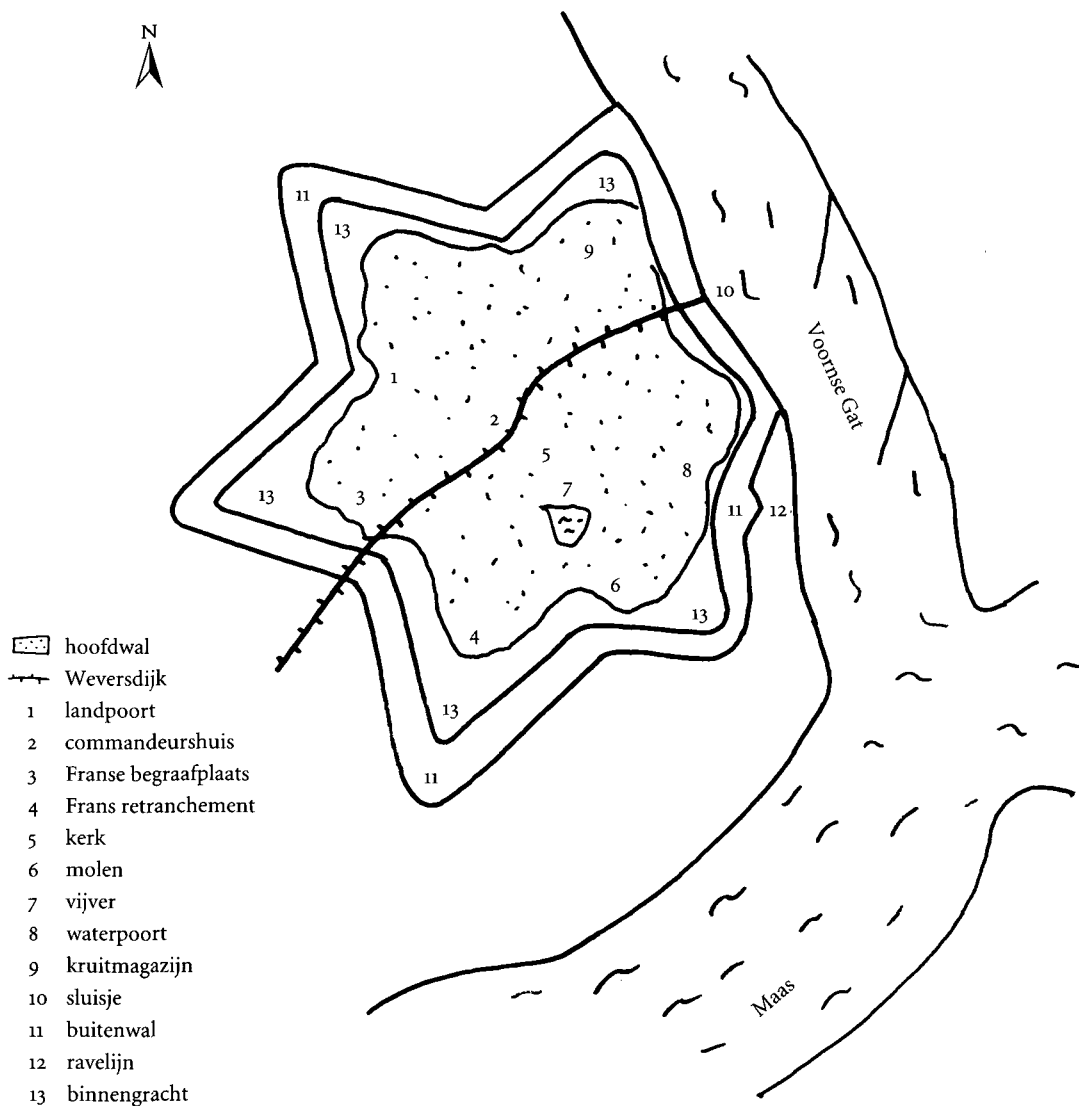 N
11
13
13
9
10
Voornse Gat
1
2
5
8
7
3
13
11
12
6
13
4
13
11
Maas
hoofdwal
Weversdijk
1 landpoort
2 commandeurshuis
3 Franse begraafplaats
4 Frans retranchement
5 kerk
6 molen
7 vijver
8 waterpoort
9 kruitmagazijn
10 sluisje
11 buitenwal
12 ravelijn
13 binnengracht